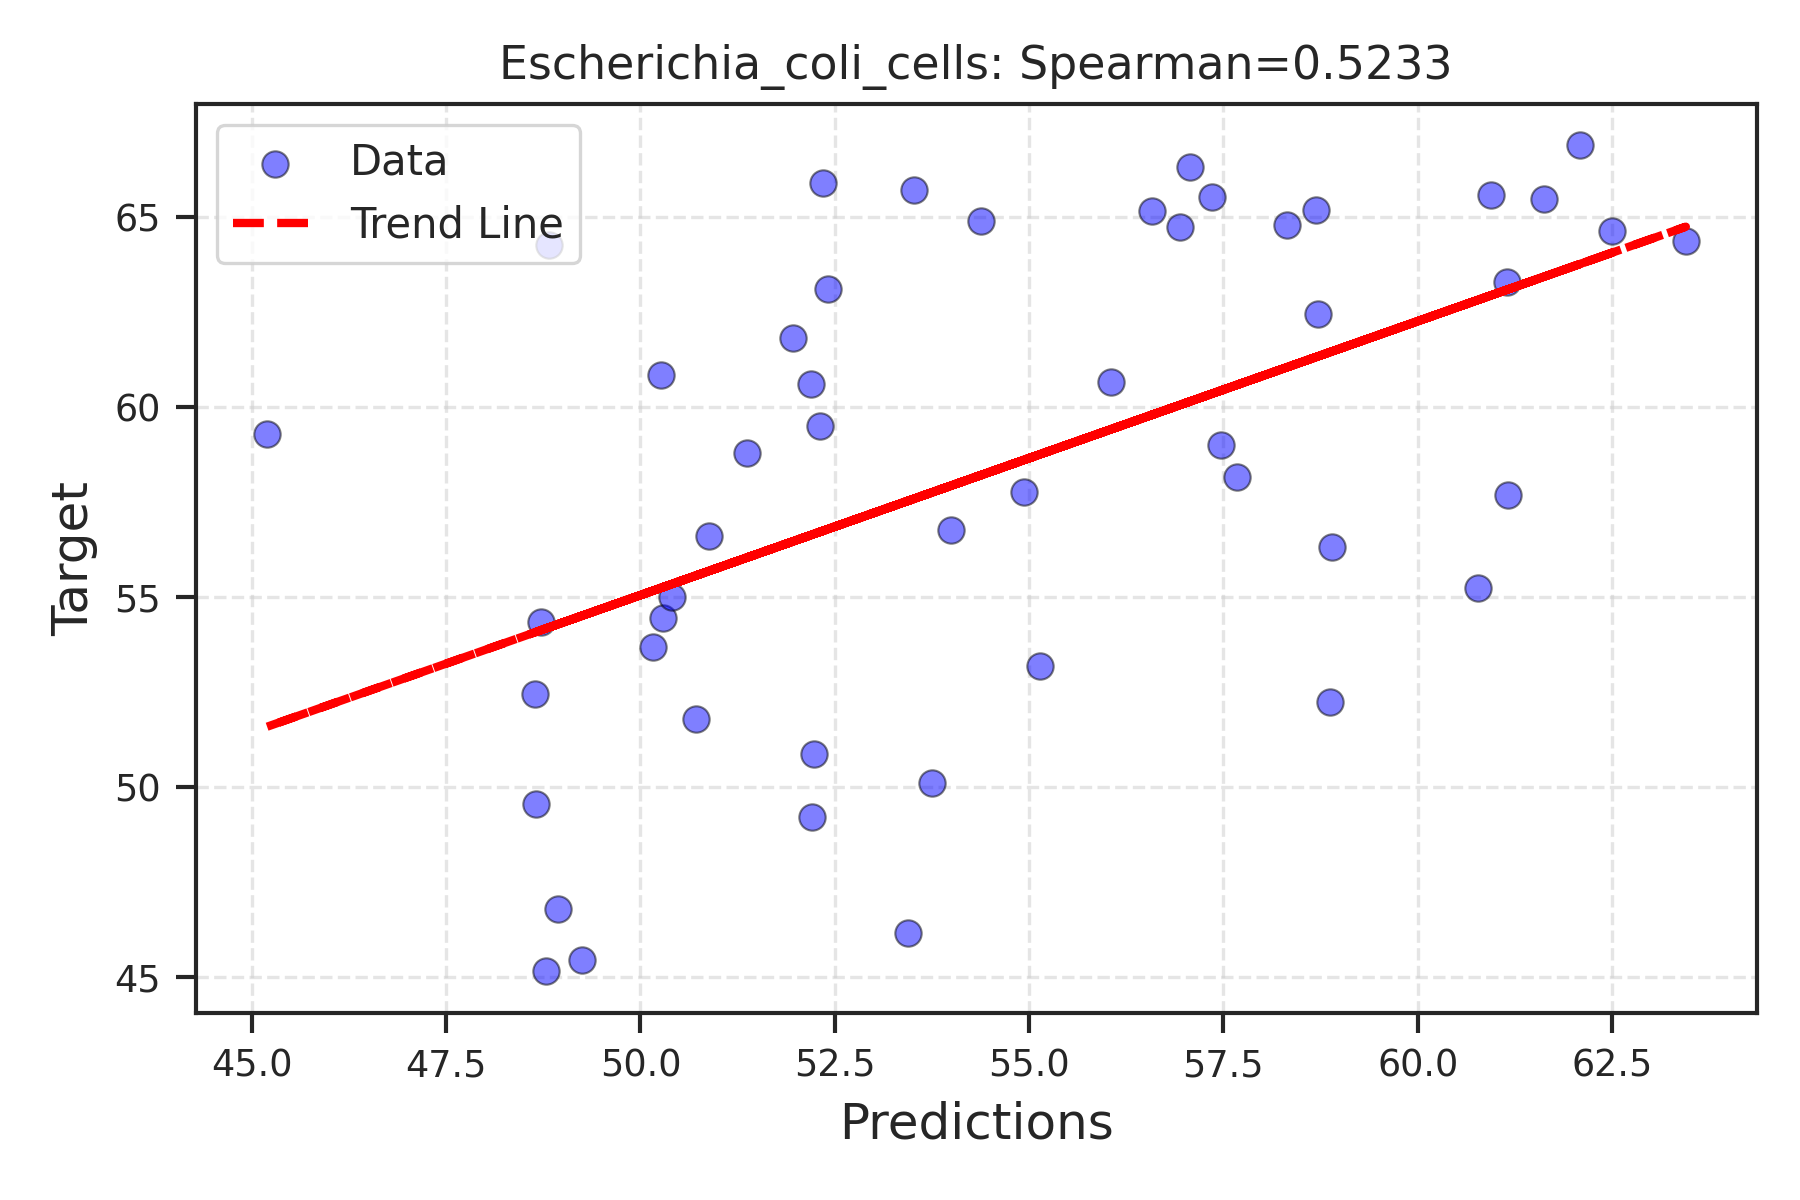 Escherichia_coli_cells: Spearman=0.5233
Data
Trend Line
65
60
55
50
45
Target
45.0 47.5 50.0 52.5 55.0 57.5 60.0 62.5
Predictions